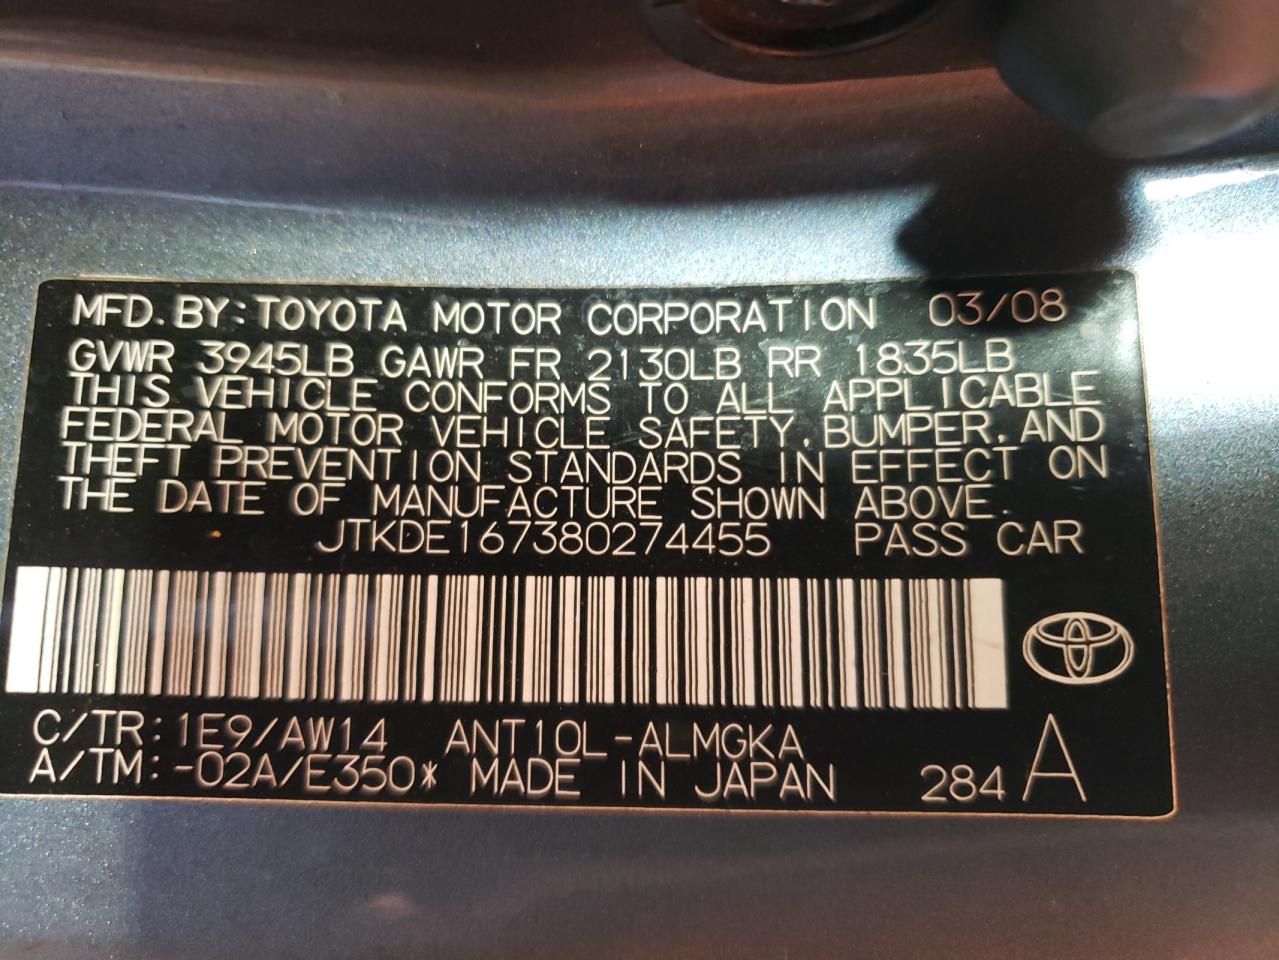 MFD. BY: TOYOTA MOTOR CORPORATION 03/08
GVWR 3945LB GAWR FR 2130LB RR 1835LB
THIS VEHICLE CONFORMS TO ALL APPLICABLE
FEDERAL MOTOR VEHICLE SAFETY, BUMPER, AND
THEFT PREVENTION STANDARDS IN EFFECT ON
THE DATE OF MANUFACTURE SHOWN ABOVE.
JTKDE167380274455 PASS CAR
C/TR: 1E9/AW14 ANT10L-ALMGKA
A/TM: -02A/E350* MADE IN JAPAN 284 A